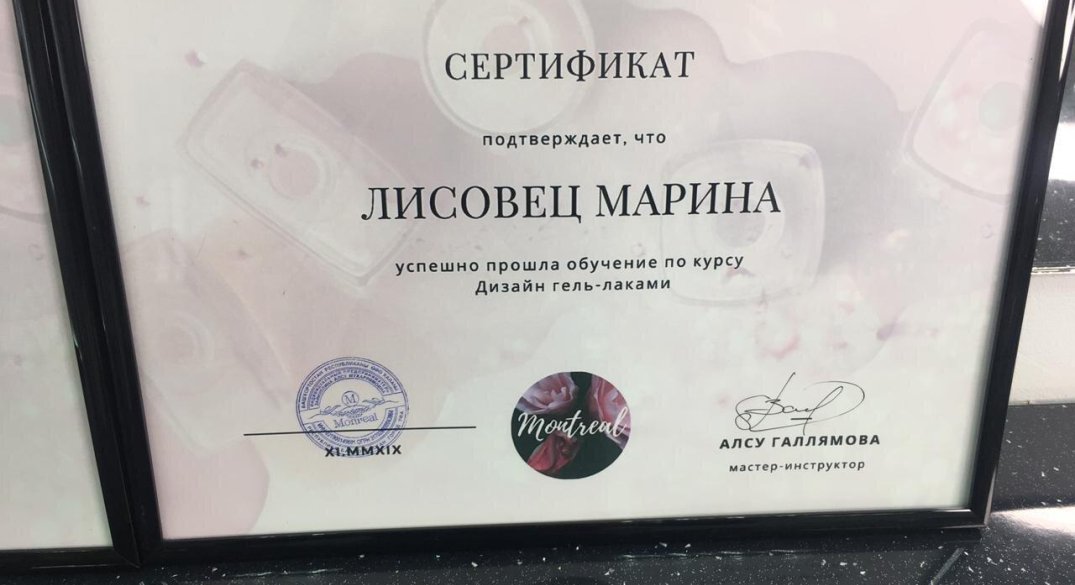 СЕРТИФИКАТ
подтверждает, что
ЛИСОВЕЦ МАРИНА
успешно прошла обучение по курсу
Дизайн гель-лаками
M
Montreal
XI.MMXIX
Montreal
АЛСУ ГАЛЛЯМОВА
мастер-инструктор